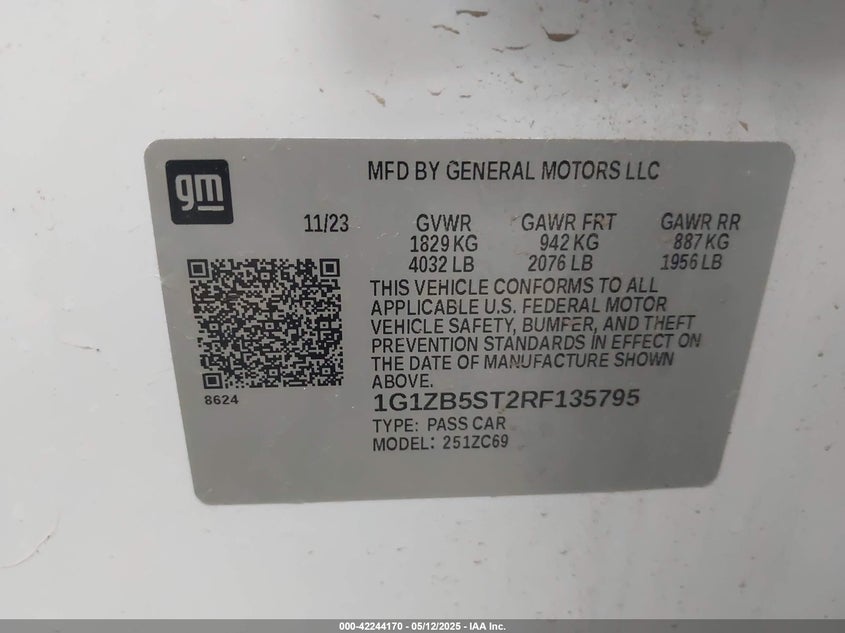 gm
MFD BY GENERAL MOTORS LLC
11/23 GVWR GAWR FRT GAWR RR
1829 KG 942 KG 887 KG
4032 LB 2076 LB 1956 LB
THIS VEHICLE CONFORMS TO ALL
APPLICABLE U.S. FEDERAL MOTOR
VEHICLE SAFETY, BUMPER, AND THEFT
PREVENTION STANDARDS IN EFFECT ON
THE DATE OF MANUFACTURE SHOWN
ABOVE.
8624
1G1ZB5ST2RF135795
TYPE: PASS CAR
MODEL: 251ZC69
000-42244170 - 05/12/2025 - IAA Inc.